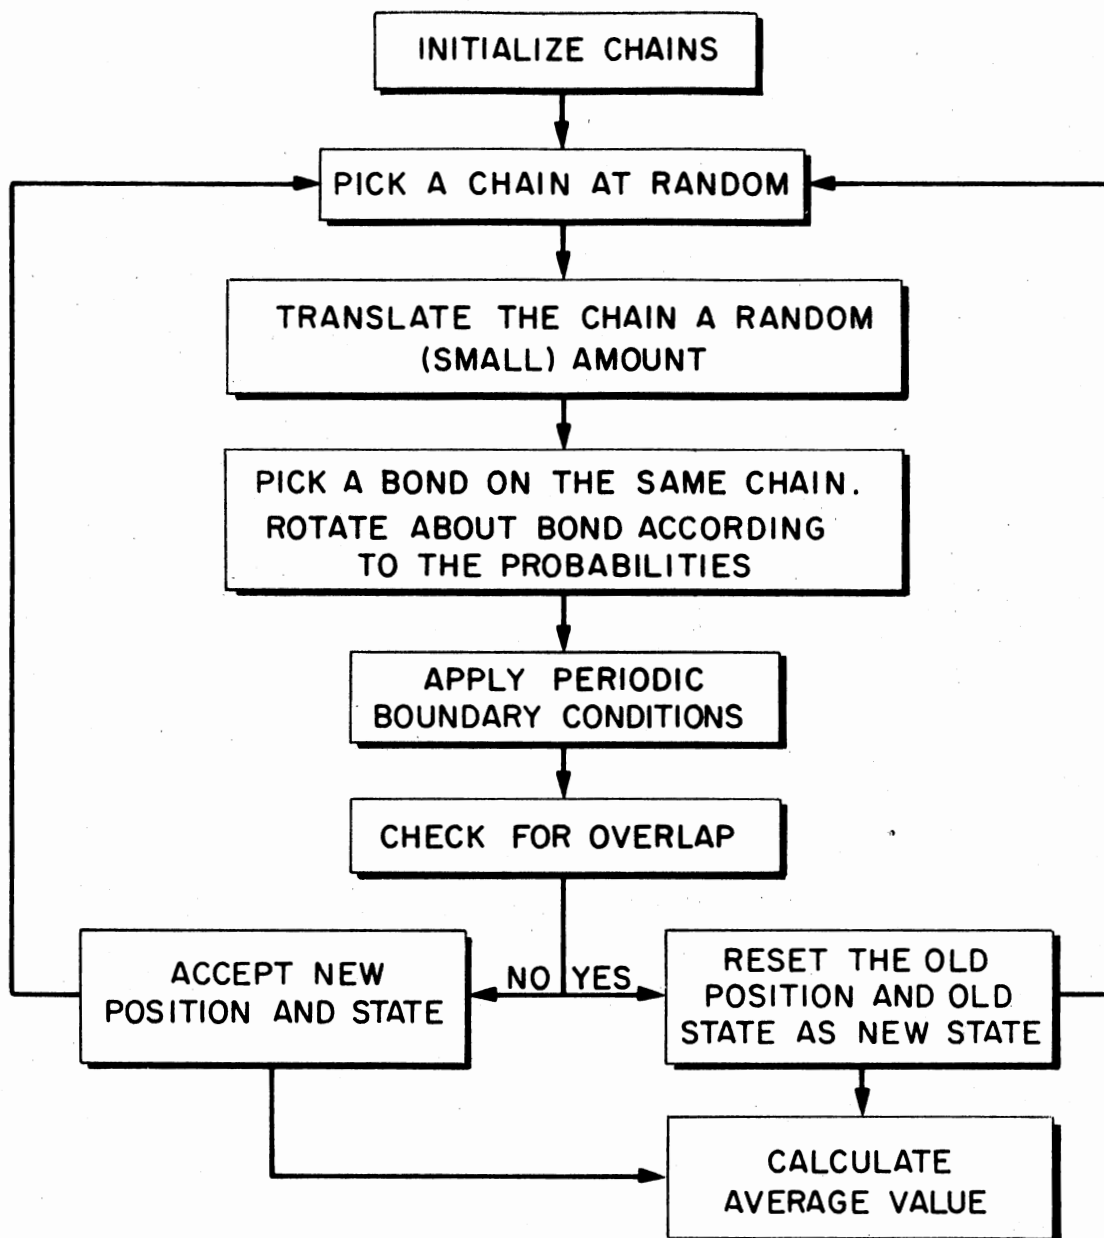 INITIALIZE CHAINS
PICK A CHAIN AT RANDOM
TRANSLATE THE CHAIN A RANDOM
(SMALL) AMOUNT
PICK A BOND ON THE SAME CHAIN.
ROTATE ABOUT BOND ACCORDING
TO THE PROBABILITIES
APPLY PERIODIC
BOUNDARY CONDITIONS
CHECK FOR OVERLAP
NO YES
ACCEPT NEW
POSITION AND STATE
RESET THE OLD
POSITION AND OLD
STATE AS NEW STATE
CALCULATE
AVERAGE VALUE